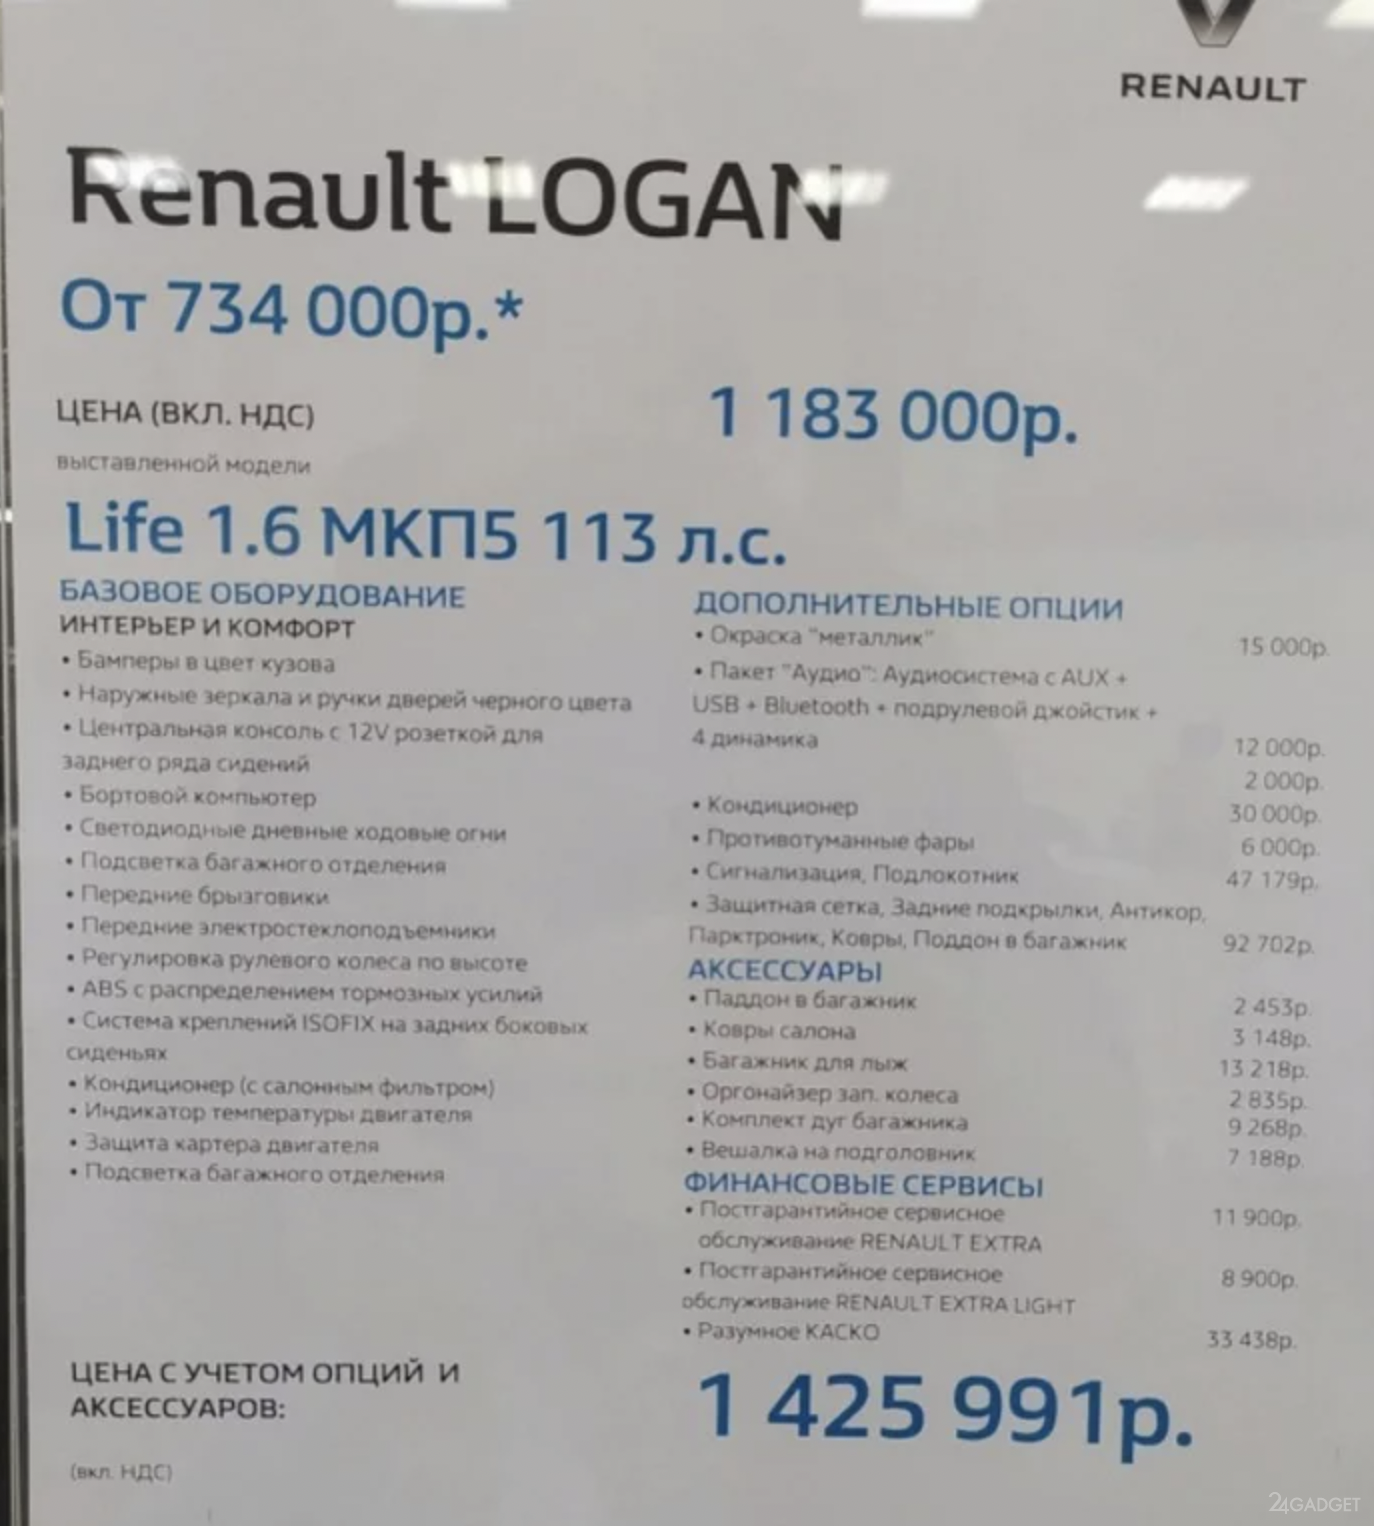 RENAULT
Renault LOGAN
От 734 000р.*
ЦЕНА (ВКЛ. НДС) 1 183 000р.
выставленной модели
Life 1.6 МКП5 113 л.с.
БАЗОВОЕ ОБОРУДОВАНИЕ
ИНТЕРЬЕР И КОМФОРТ
• Бамперы в цвет кузова
• Наружные зеркала и ручки дверей черного цвета
• Центральная консоль с 12V розеткой для
заднего ряда сидений
• Бортовой компьютер
• Светодиодные дневные ходовые огни
• Подсветка багажного отделения
• Передние брызговики
• Передние электростеклоподъемники
• Регулировка рулевого колеса по высоте
• ABS с распределением тормозных усилий
• Система креплений ISOFIX на задних боковых
сиденьях
• Кондиционер (с салонным фильтром)
• Индикатор температуры двигателя
• Защита картера двигателя
• Подсветка багажного отделения
ДОПОЛНИТЕЛЬНЫЕ ОПЦИИ
• Окраска "металлик" 15 000р.
• Пакет "Аудио": Аудиосистема с AUX +
USB + Bluetooth + подрулевой джойстик +
4 динамика 12 000р.
2 000р.
• Кондиционер 30 000р.
• Противотуманные фары 6 000р.
• Сигнализация, Подлокотник 47 179р.
• Защитная сетка, Задние подкрылки, Антикор,
Парктроник, Ковры, Поддон в багажник 92 702р.
АКСЕССУАРЫ
• Паддон в багажник 2 453р.
• Ковры салона 3 148р.
• Багажник для лыж 13 218р.
• Оргонайзер зап. колеса 2 835р.
• Комплект дуг багажника 9 268р.
• Вешалка на подголовник 7 188р.
ФИНАНСОВЫЕ СЕРВИСЫ
• Постгарантийное сервисное 11 900р.
обслуживание RENAULT EXTRA
• Постгарантийное сервисное 8 900р.
обслуживание RENAULT EXTRA LIGHT
• Разумное КАСКО 33 438р.
ЦЕНА С УЧЕТОМ ОПЦИЙ И
АКСЕССУАРОВ: 1 425 991р.
(вкл. НДС)
24GADGET